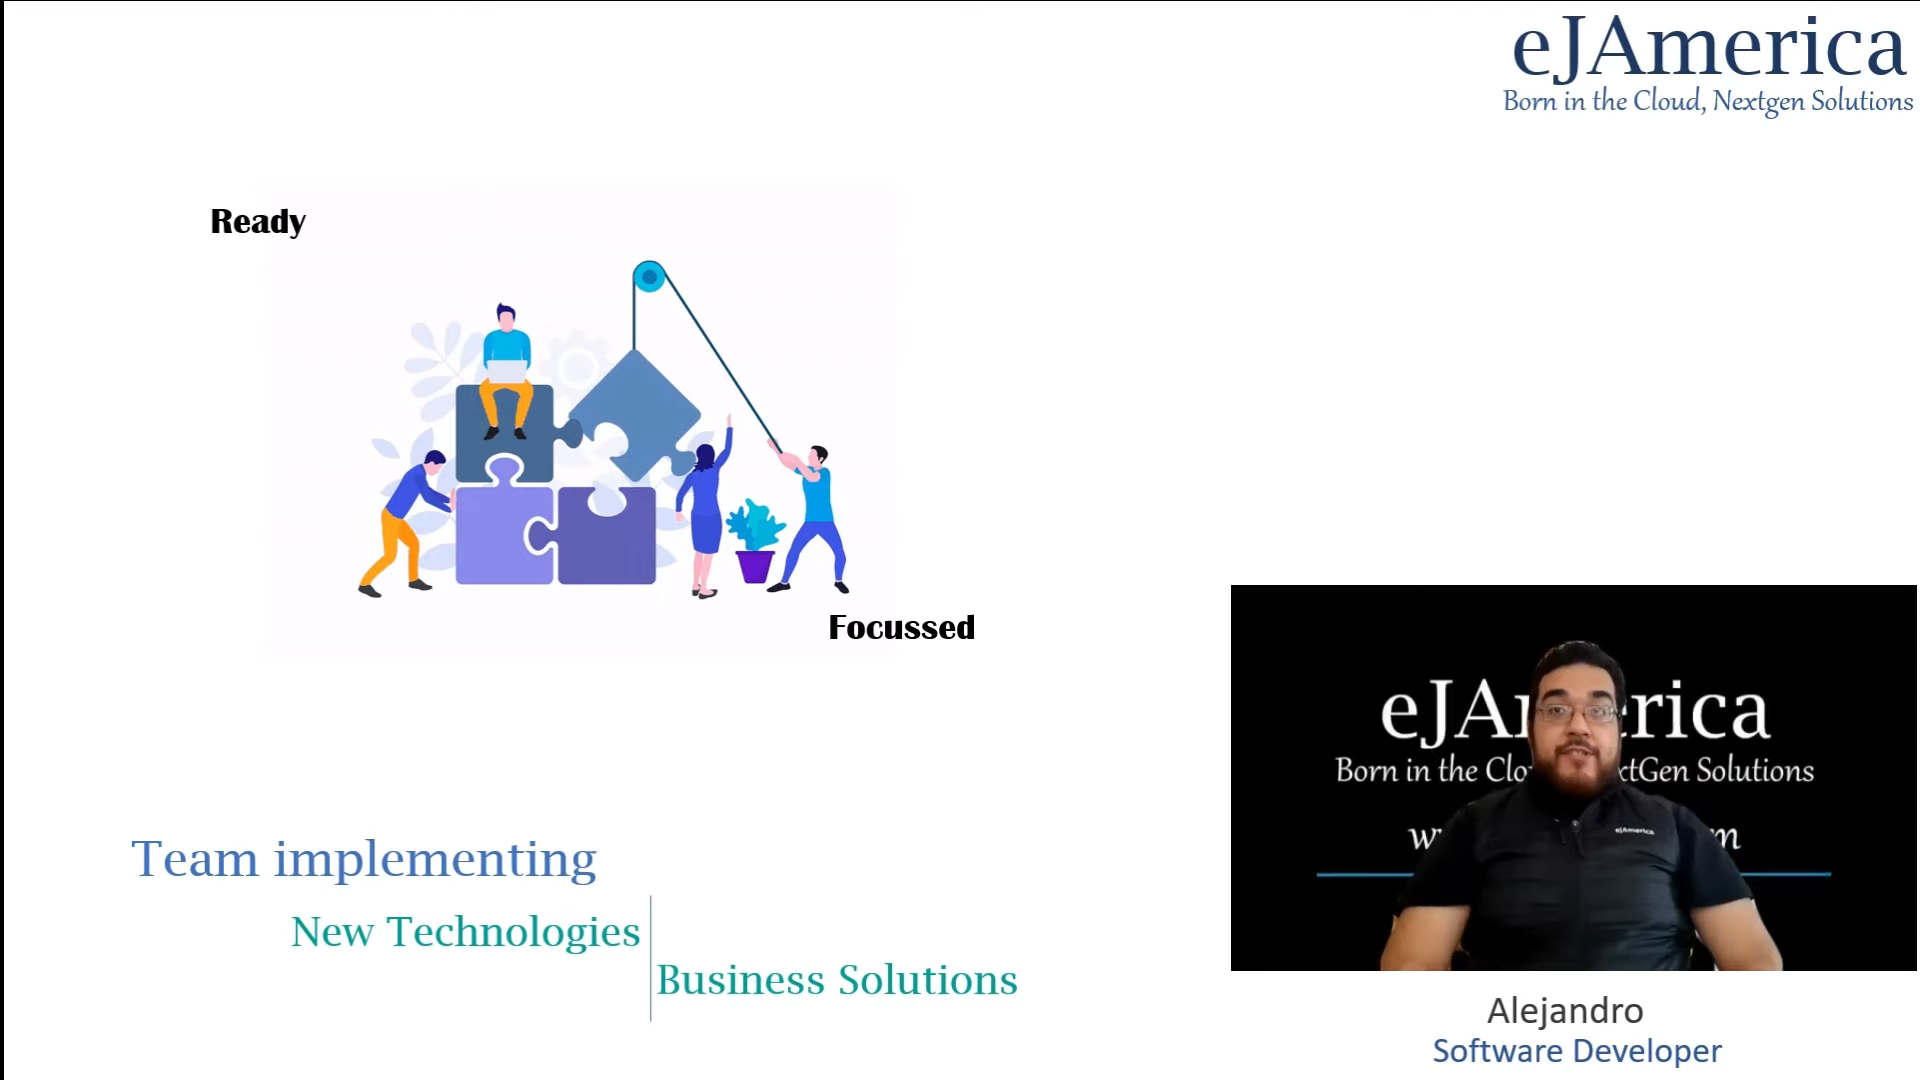 eJAmerica
Born in the Cloud, Nextgen Solutions
Ready
Focussed
Team implementing
New Technologies
Business Solutions
eJA rica
Born in the tGen Solutions
eJAmerica
Alejandro
Software Developer